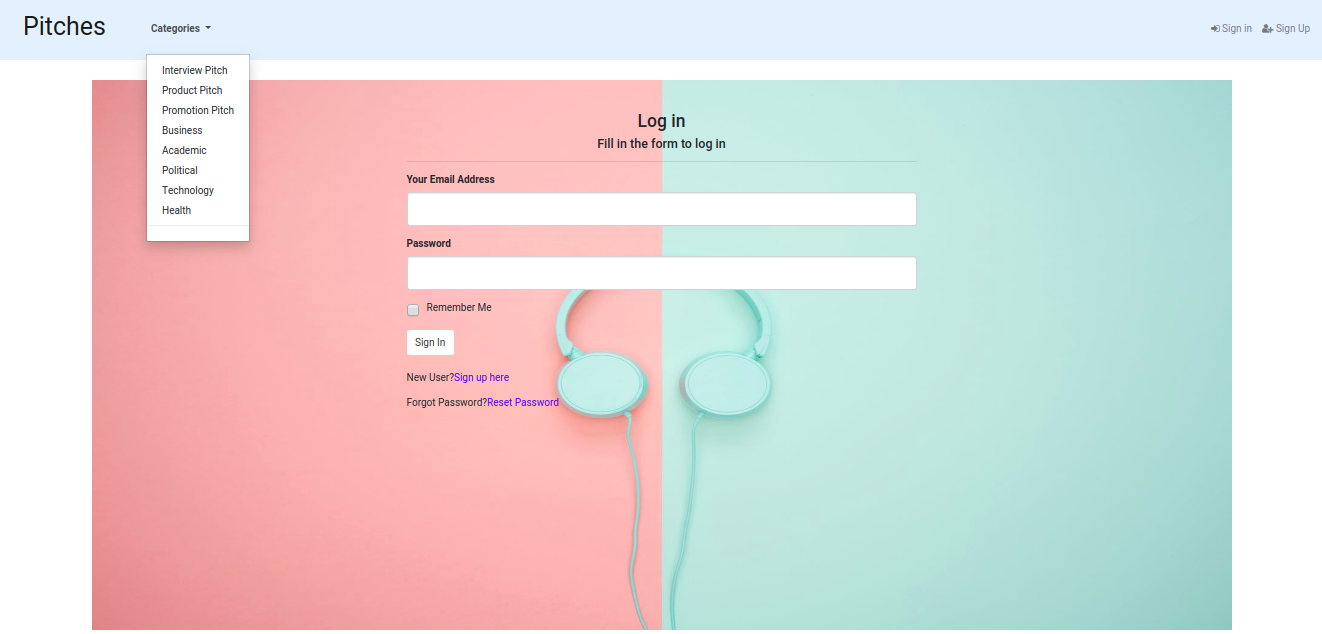 Pitches
Categories
Sign in
Sign Up
Interview Pitch
Product Pitch
Promotion Pitch
Business
Academic
Political
Technology
Health
Log in
Fill in the form to log in
Your Email Address
Password
Remember Me
Sign In
New User?Sign up here
Forgot Password?Reset Password